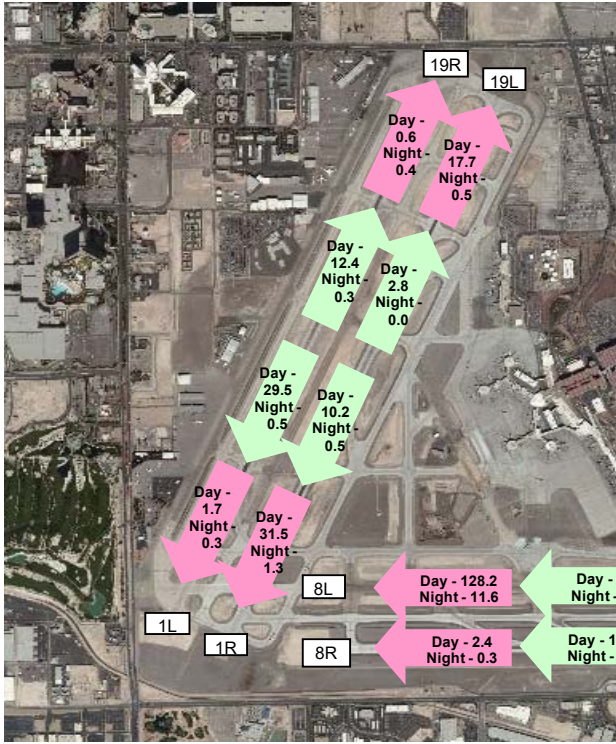 19R
19L
Day -
0.6
Night -
0.4
Day -
17.7
Night -
0.5
Day -
12.4
Night -
0.3
Day -
2.8
Night -
0.0
Day -
29.5
Night -
0.5
Day -
10.2
Night -
0.5
Day -
1.7
Night -
0.3
Day -
31.5
Night -
1.3
8L
Day - 128.2
Night - 11.6
Day -
Night -
1L
1R
8R
Day - 2.4
Night - 0.3
Day - 1
Night -